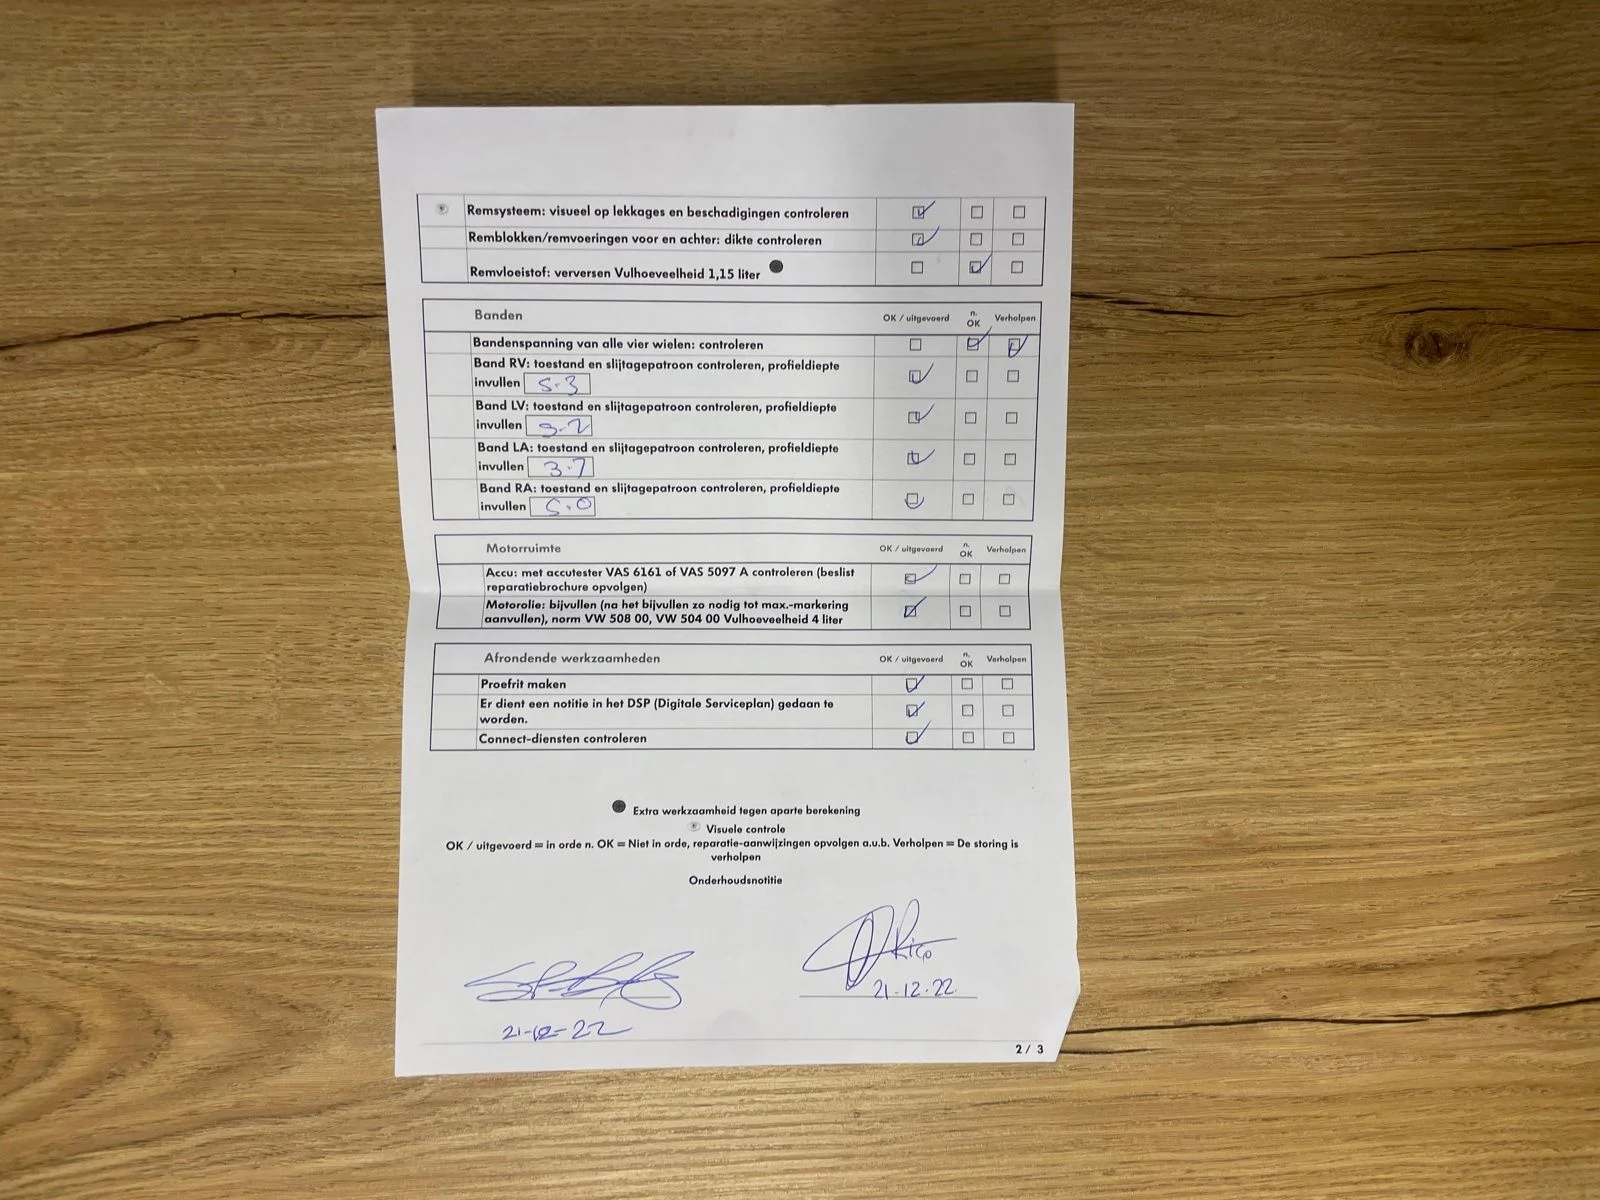 Remsysteem: visueel op lekkages en beschadigingen controleren
Remblokken/remvoeringen voor en achter: dikte controleren
Remvloeistof: verversen Vulhoeveelheid 1,15 liter
Banden OK / uitgevoerd n. OK Verholpen
Bandenspanning van alle vier wielen: controleren
Band RV: toestand en slijtagepatroon controleren, profieldiepte
invullen 5.3
Band LV: toestand en slijtagepatroon controleren, profieldiepte
invullen
Band LA: toestand en slijtagepatroon controleren, profieldiepte
invullen 3.7
Band RA: toestand en slijtagepatroon controleren, profieldiepte
invullen 5.0
Motorruimte OK / uitgevoerd n. OK Verholpen
Accu: met accutester VAS 6161 of VAS 5097 A controleren (beslist
reparatiebrochure opvolgen)
Motorolie: bijvullen (na het bijvullen zo nodig tot max.-markering
aanvullen), norm VW 508 00, VW 504 00 Vulhoeveelheid 4 liter
Afrondende werkzaamheden OK / uitgevoerd n. OK Verholpen
Proefrit maken
Er dient een notitie in het DSP (Digitale Serviceplan) gedaan te
worden.
Connect-diensten controleren
Extra werkzaamheid tegen aparte berekening
Visuele controle
OK / uitgevoerd = in orde n. OK = Niet in orde, reparatie-aanwijzingen opvolgen a.u.b. Verholpen = De storing is
verholpen
Onderhoudsnotitie
Rico
21-12-22
21-12-22
2 / 3